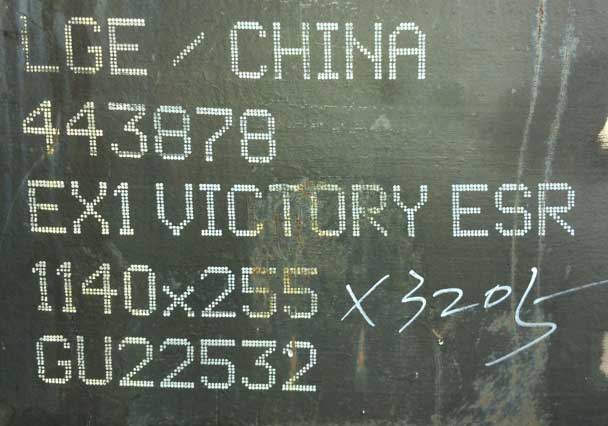 LGE / CHINA
443878
EX1 VICTORY ESR
1140x255 x3205
GU22532